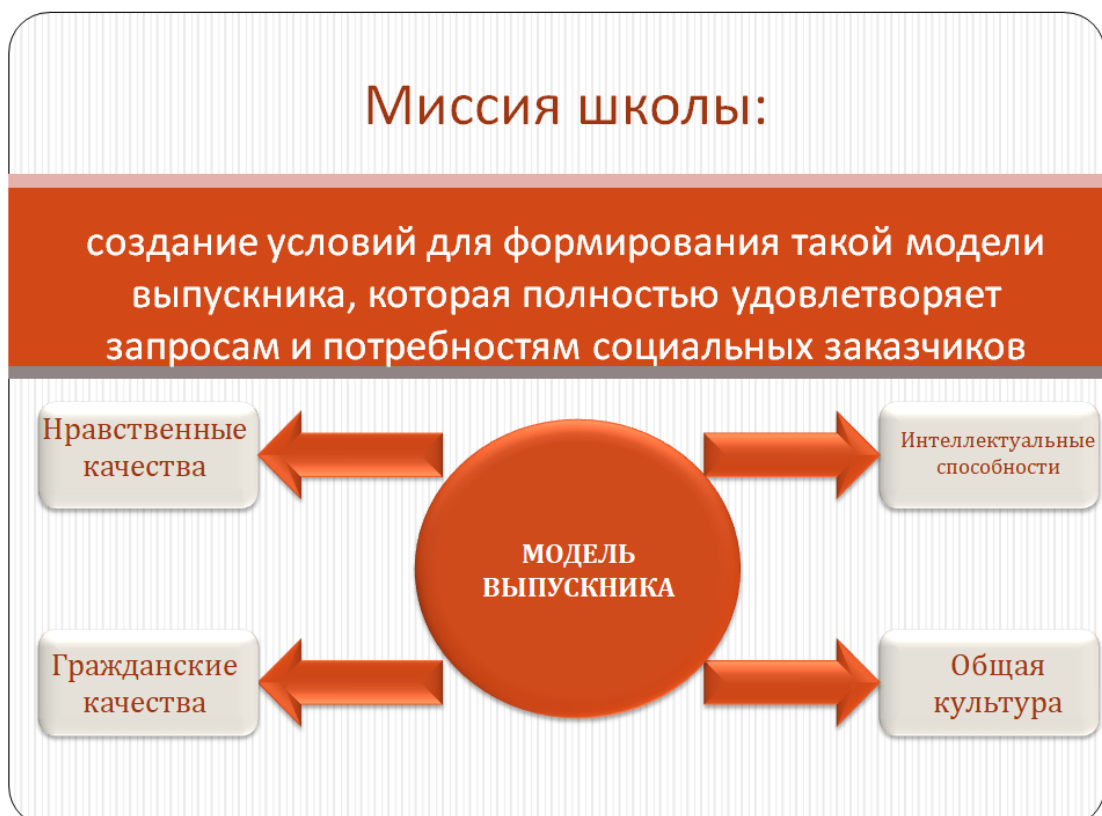 Миссия школы:
создание условий для формирования такой модели
выпускника, которая полностью удовлетворяет
запросам и потребностям социальных заказчиков
Нравственные
качества
Интеллектуальные
способности
МОДЕЛЬ
ВЫПУСКНИКА
Гражданские
качества
Общая
культура